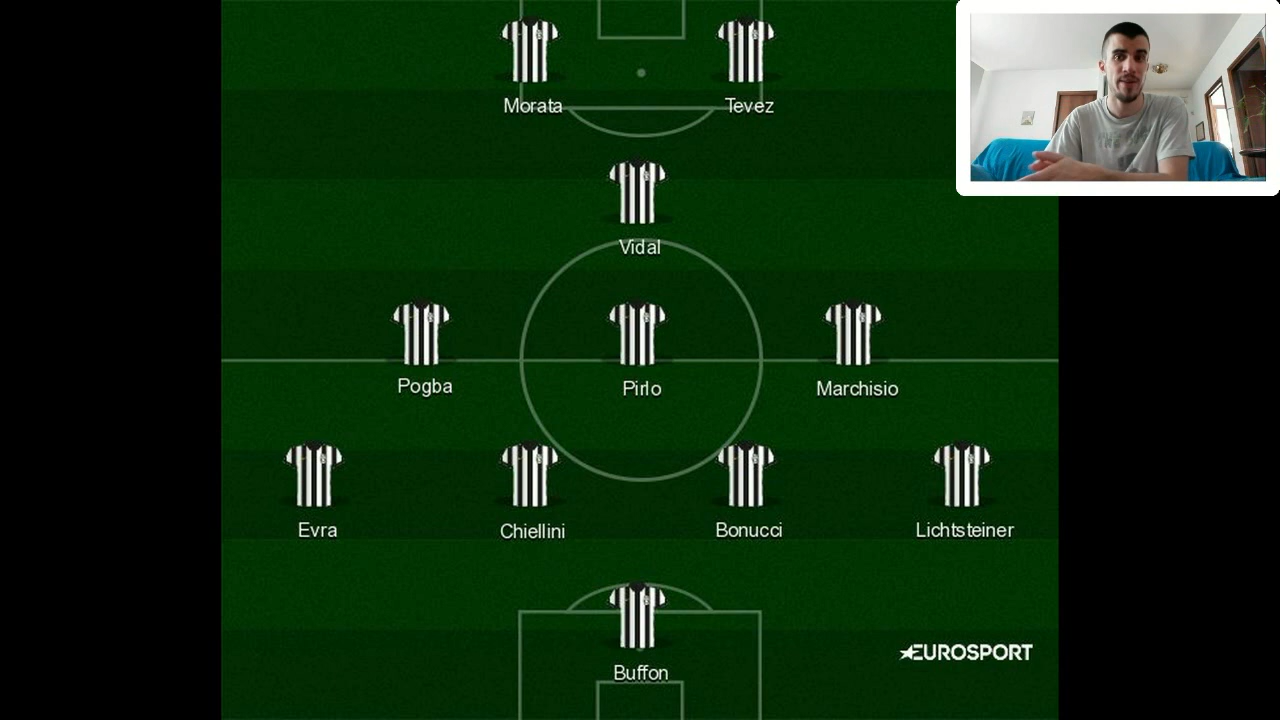 Morata
Tevez
Vidal
Pogba
Pirlo
Marchisio
Evra
Chiellini
Bonucci
Lichtsteiner
Buffon
EUROSPORT